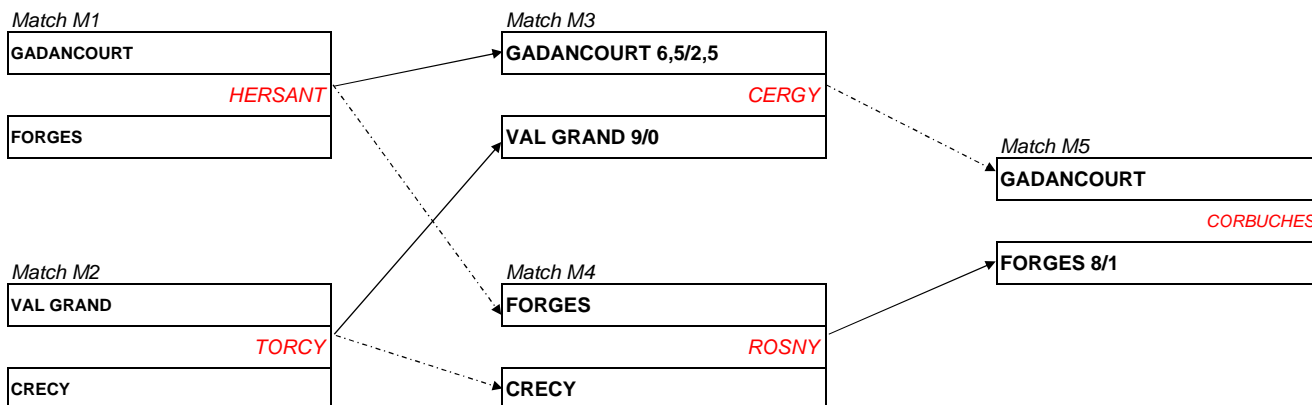 Match M1
GADANCOURT
HERSANT
FORGES
Match M2
VAL GRAND
TORCY
CRECY
Match M3
GADANCOURT 6,5/2,5
CERGY
VAL GRAND 9/0
Match M4
FORGES
ROSNY
CRECY
Match M5
GADANCOURT
CORBUCHES
FORGES 8/1